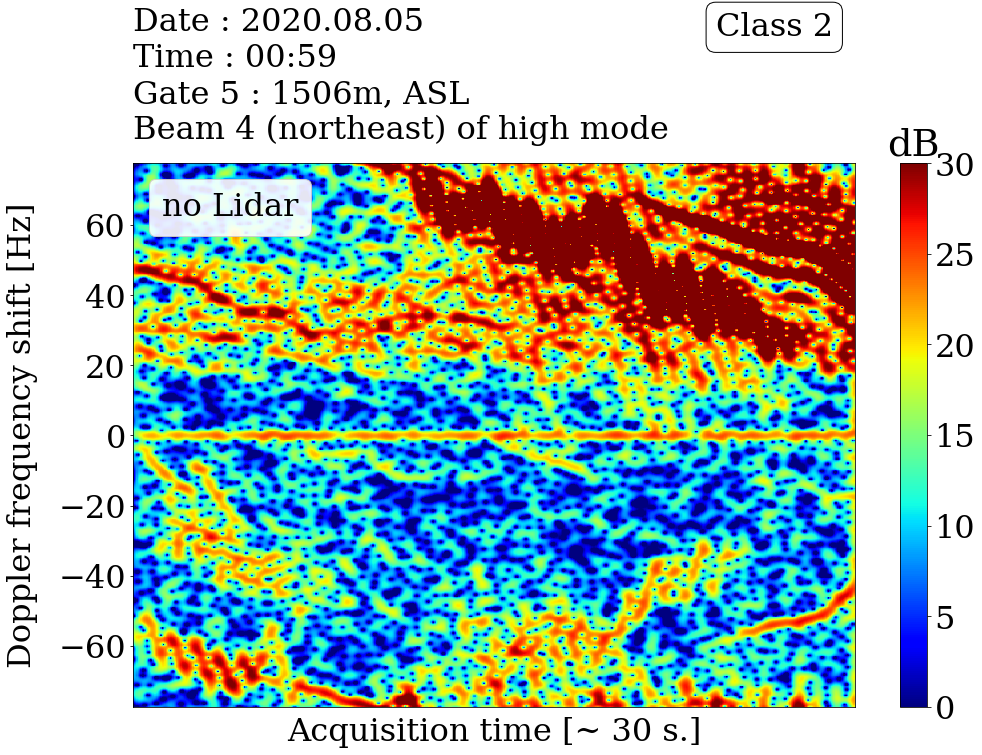 Date : 2020.08.05
Time : 00:59
Gate 5 : 1506m, ASL
Beam 4 (northeast) of high mode
Class 2
dB
no Lidar
Doppler frequency shift [Hz]
60
40
20
0
−20
−40
−60
30
25
20
15
10
5
0
Acquisition time [~ 30 s.]